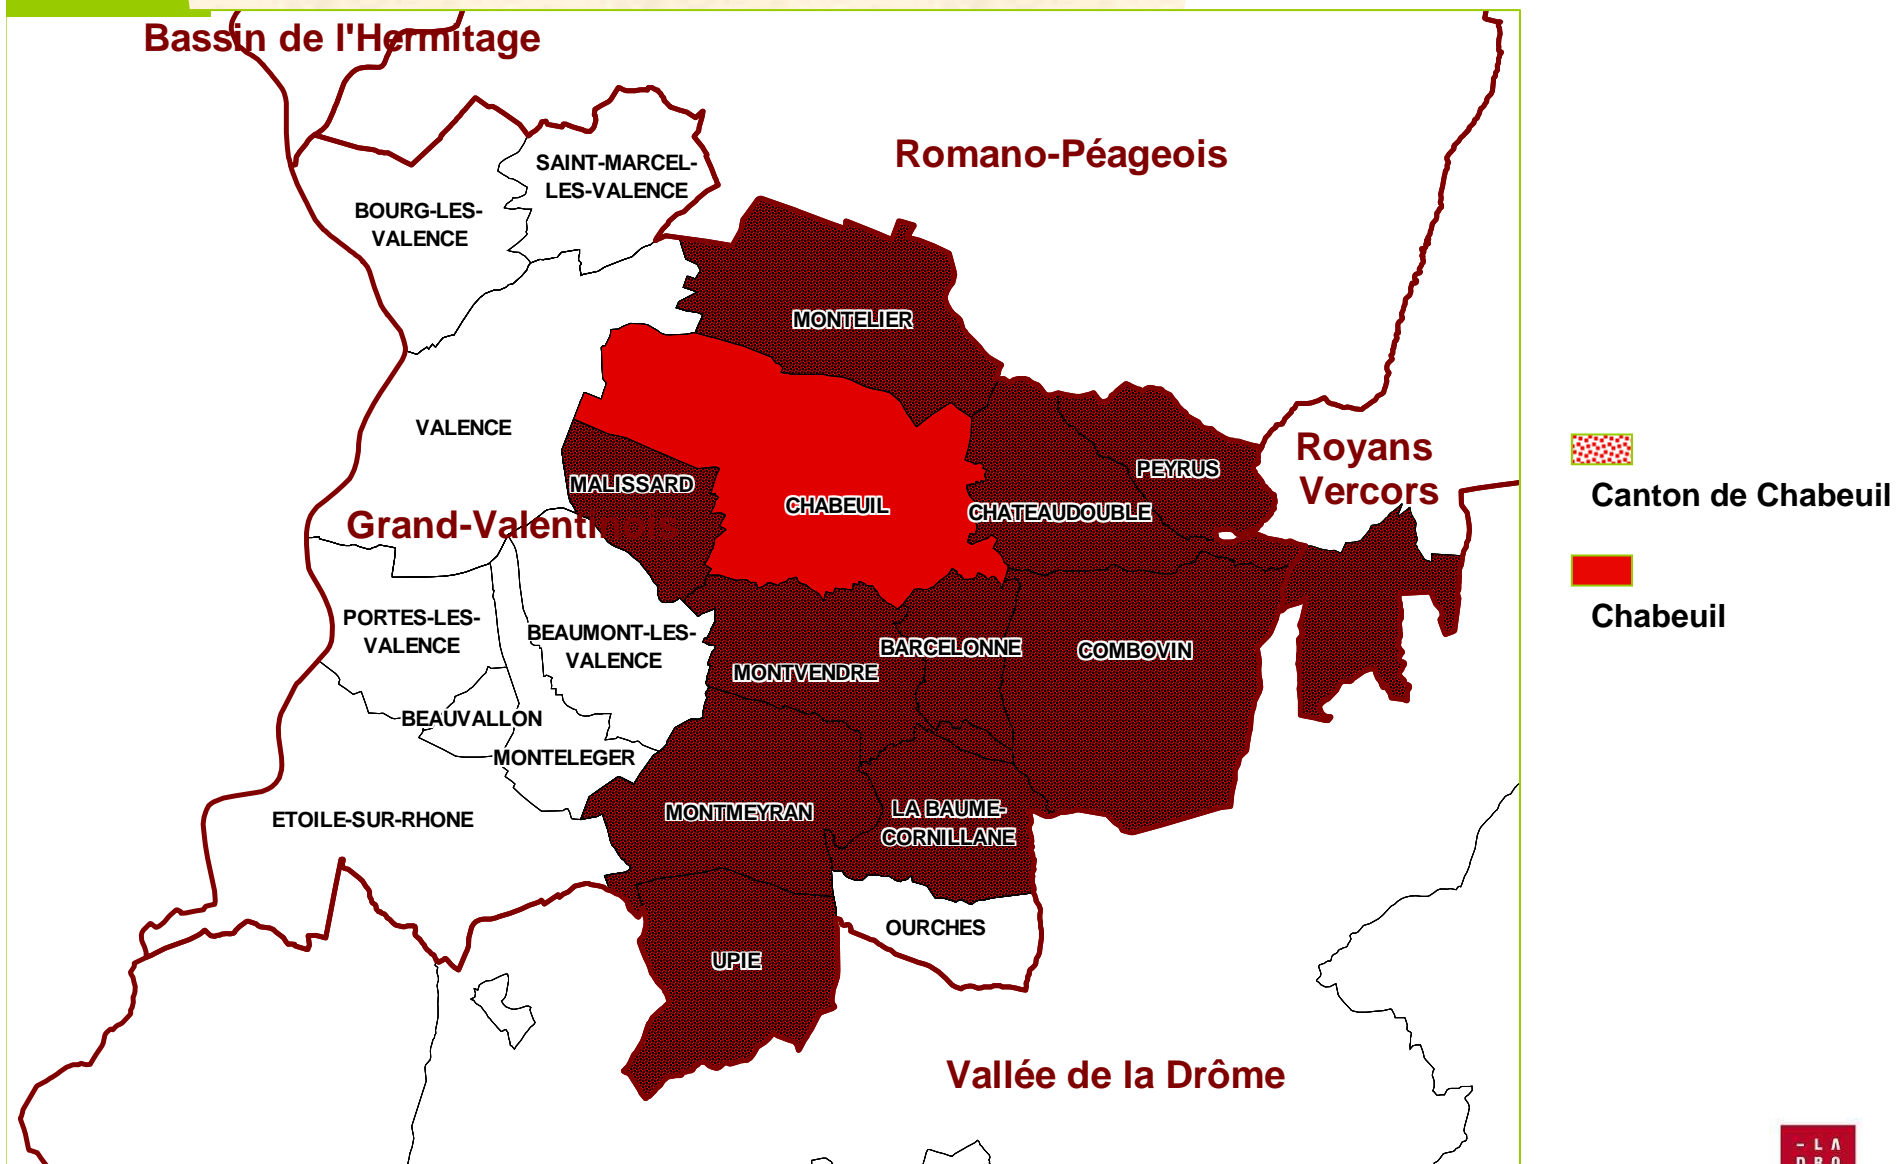 Bassin de l'Hermitage
Romano-Péageois
SAINT-MARCEL-
LES-VALENCE
BOURG-LES-
VALENCE
MONTELIER
VALENCE
Royans
Vercors
PEYRUS
MALISSARD
CHABEUIL
CHATEAUDOUBLE
Grand-Valentinois
PORTES-LES-
VALENCE
BEAUMONT-LES-
VALENCE
BARCELONNE
COMBOVIN
MONTVENDRE
BEAUVALLON
MONTELEGER
ETOILE-SUR-RHONE
MONTMEYRAN
LA BAUME-
CORNILLANE
OURCHES
UPIE
Vallée de la Drôme
Canton de Chabeuil
Chabeuil
- L A
D R O